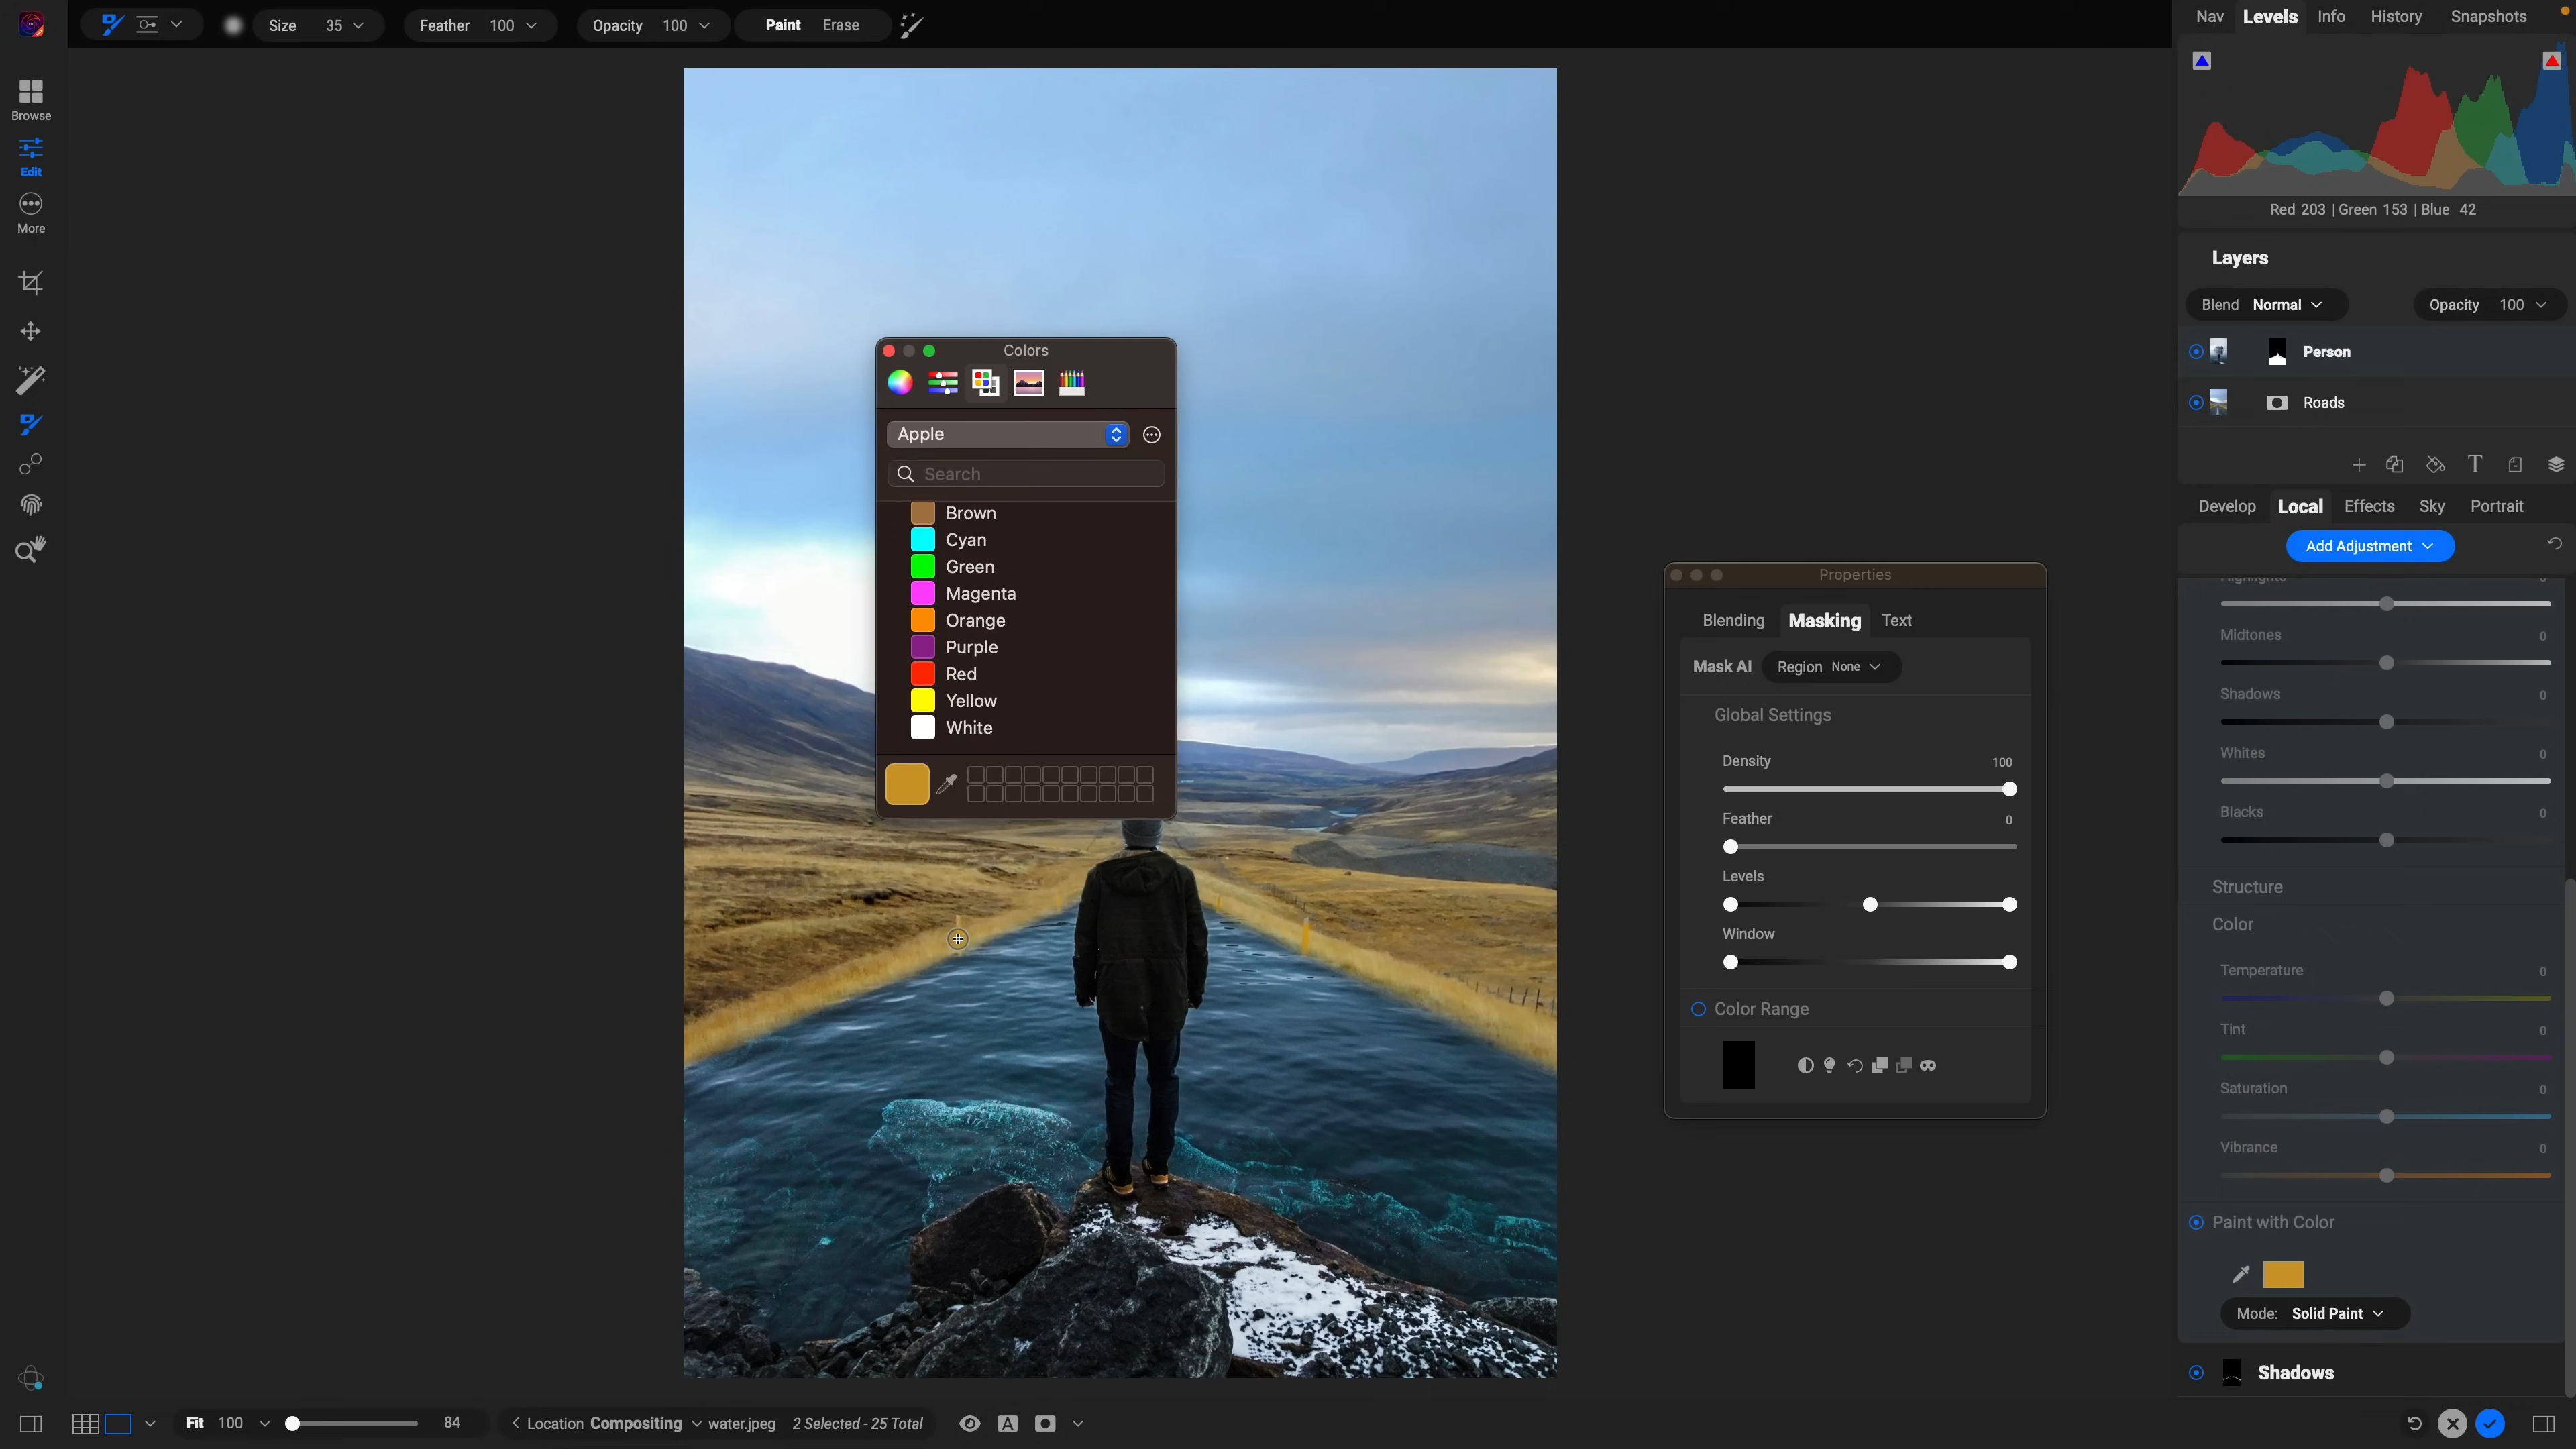 Size 35
Feather 100
Opacity 100
Paint Erase
Nav Levels Info History Snapshots
Browse
Edit
More
Red 203 | Green 153 | Blue 42
Layers
Blend Normal
Opacity 100
Person
Roads
Develop Local Effects Sky Portrait
Add Adjustment
Highlights 0
Midtones 0
Shadows 0
Whites 0
Blacks 0
Structure
Color
Temperature 0
Tint 0
Saturation 0
Vibrance 0
Paint with Color
Mode: Solid Paint
Shadows
Colors
Apple
Search
Brown
Cyan
Green
Magenta
Orange
Purple
Red
Yellow
White
Properties
Blending Masking Text
Mask AI Region None
Global Settings
Density 100
Feather 0
Levels
Window
Color Range
Fit 100
84
Location Compositing water.jpeg 2 Selected - 25 Total
A